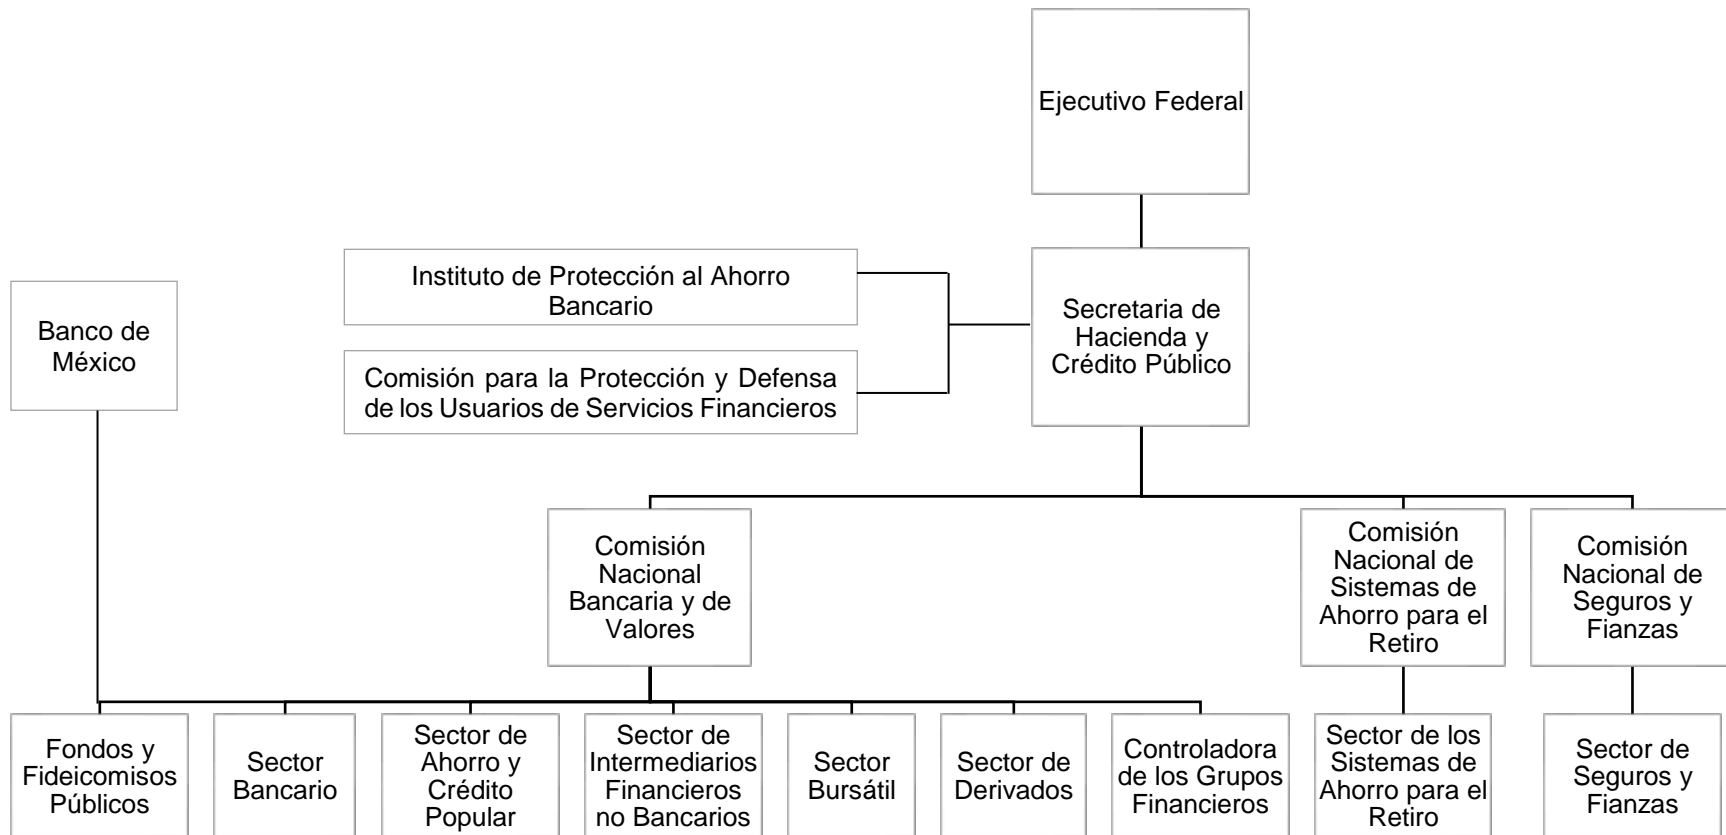 Ejecutivo Federal
Instituto de Protección al Ahorro
Bancario
Secretaria de
Hacienda y
Crédito Público
Banco de
México
Comisión para la Protección y Defensa
de los Usuarios de Servicios Financieros
Comisión
Nacional
Bancaria y de
Valores
Comisión
Nacional de
Sistemas de
Ahorro para el
Retiro
Comisión
Nacional de
Seguros y
Fianzas
Fondos y
Fideicomisos
Públicos
Sector
Bancario
Sector de
Ahorro y
Crédito
Popular
Sector de
Intermediarios
Financieros
no Bancarios
Sector
Bursátil
Sector de
Derivados
Controladora
de los Grupos
Financieros
Sector de los
Sistemas de
Ahorro para el
Retiro
Sector de
Seguros y
Fianzas